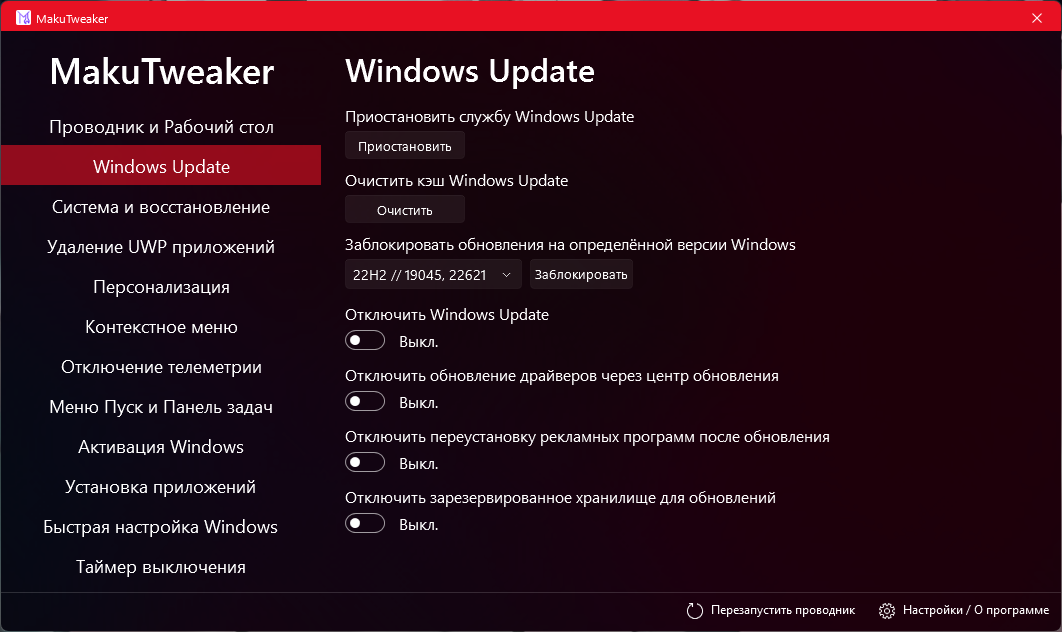 MakuTweaker
MakuTweaker
Проводник и Рабочий стол
Windows Update
Система и восстановление
Удаление UWP приложений
Персонализация
Контекстное меню
Отключение телеметрии
Меню Пуск и Панель задач
Активация Windows
Установка приложений
Быстрая настройка Windows
Таймер выключения
Windows Update
Приостановить службу Windows Update
Приостановить
Очистить кэш Windows Update
Очистить
Заблокировать обновления на определённой версии Windows
22H2 // 19045, 22621 Заблокировать
Отключить Windows Update
Выкл.
Отключить обновление драйверов через центр обновления
Выкл.
Отключить переустановку рекламных программ после обновления
Выкл.
Отключить зарезервированное хранилище для обновлений
Выкл.
Перезапустить проводник Настройки / О программе